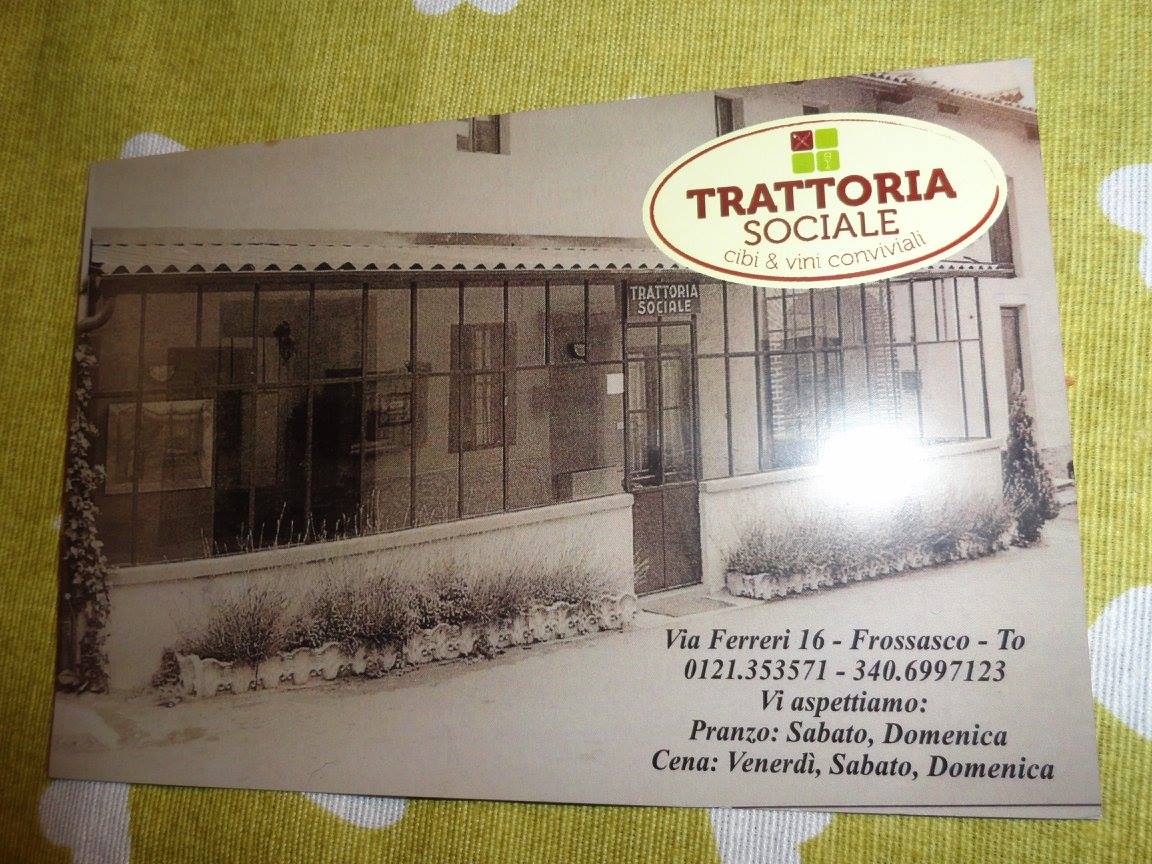 TRATTORIA
SOCIALE
cibi & vini conviviali
TRATTORIA
SOCIALE
Via Ferreri 16 - Frossasco - To
0121.353571 - 340.6997123
Vi aspettiamo:
Pranzo: Sabato, Domenica
Cena: Venerdì, Sabato, Domenica